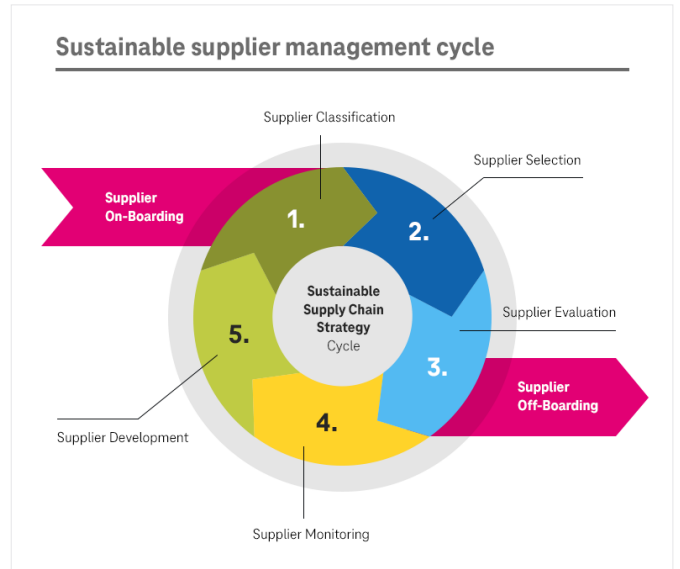 Sustainable supplier management cycle
Supplier Classification
Supplier Selection
Supplier
On-Boarding
1.
2.
Sustainable
Supply Chain
Strategy
Cycle
Supplier Evaluation
5.
3.
Supplier
Off-Boarding
4.
Supplier Development
Supplier Monitoring